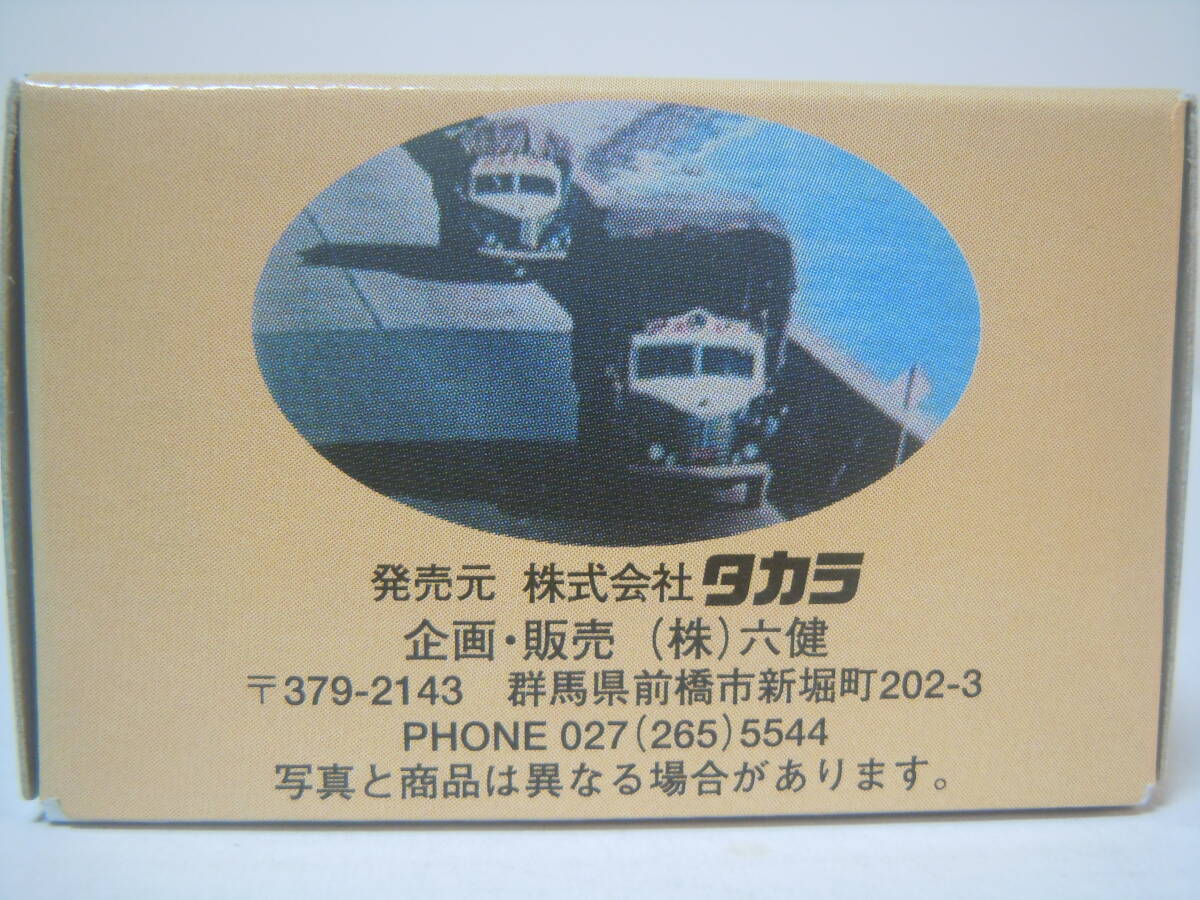 発売元 株式会社 タカラ
企画・販売 (株)六健
〒379-2143 群馬県前橋市新堀町202-3
PHONE 027(265)5544
写真と商品は異なる場合があります。